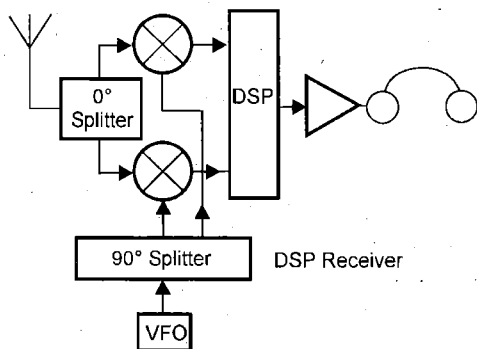 0°
Splitter
DSP
90° Splitter
DSP Receiver
VFO